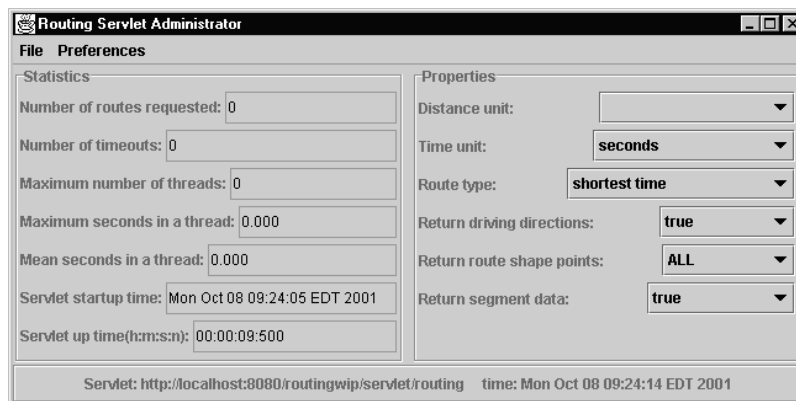 Routing Servlet Administrator
File Preferences
Statistics
Number of routes requested: 0
Number of timeouts: 0
Maximum number of threads: 0
Maximum seconds in a thread: 0.000
Mean seconds in a thread: 0.000
Servlet startup time: Mon Oct 08 09:24:05 EDT 2001
Servlet up time(h:m:s:n): 00:00:09:500
Properties
Distance unit:
Time unit: seconds
Route type: shortest time
Return driving directions: true
Return route shape points: ALL
Return segment data: true
Servlet: http://localhost:8080/routingwip/servlet/routing time: Mon Oct 08 09:24:14 EDT 2001